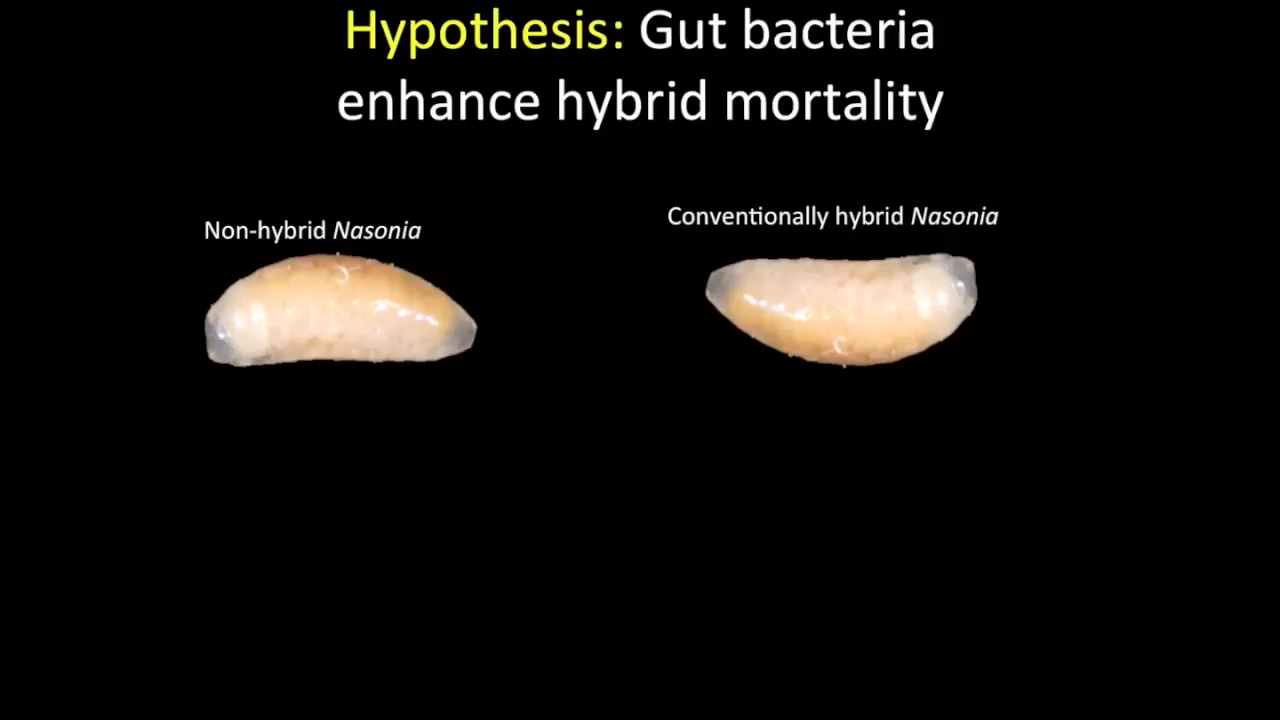 Hypothesis: Gut bacteria
enhance hybrid mortality
Non-hybrid Nasonia
Conventionally hybrid Nasonia